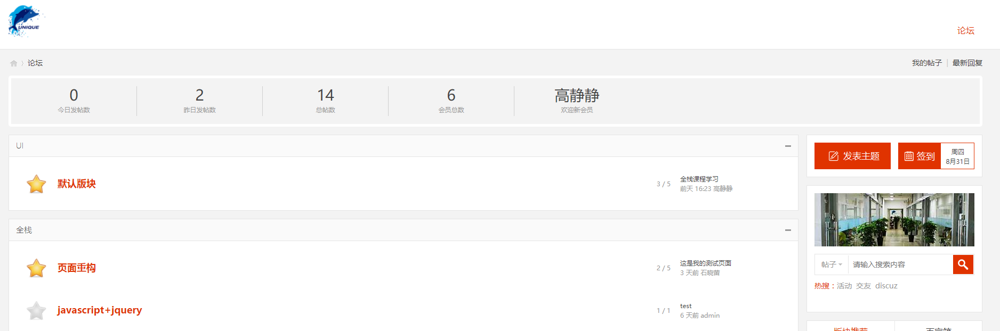 UNIQUE
论坛
论坛
我的帖子 | 最新回复
0
今日发帖数
2
昨日发帖数
14
总帖数
6
会员总数
高静静
欢迎新会员
UI
默认版块
3 / 5
全栈课程学习
前天 16:23 高静静
全栈
页面重构
2 / 5
这是我的测试页面
3 天前 石晓蕾
javascript+jquery
1 / 1
test
6 天前 admin
发表主题
签到
周四
8月31日
帖子
请输入搜索内容
热搜：活动 交友 discuz
版块推荐